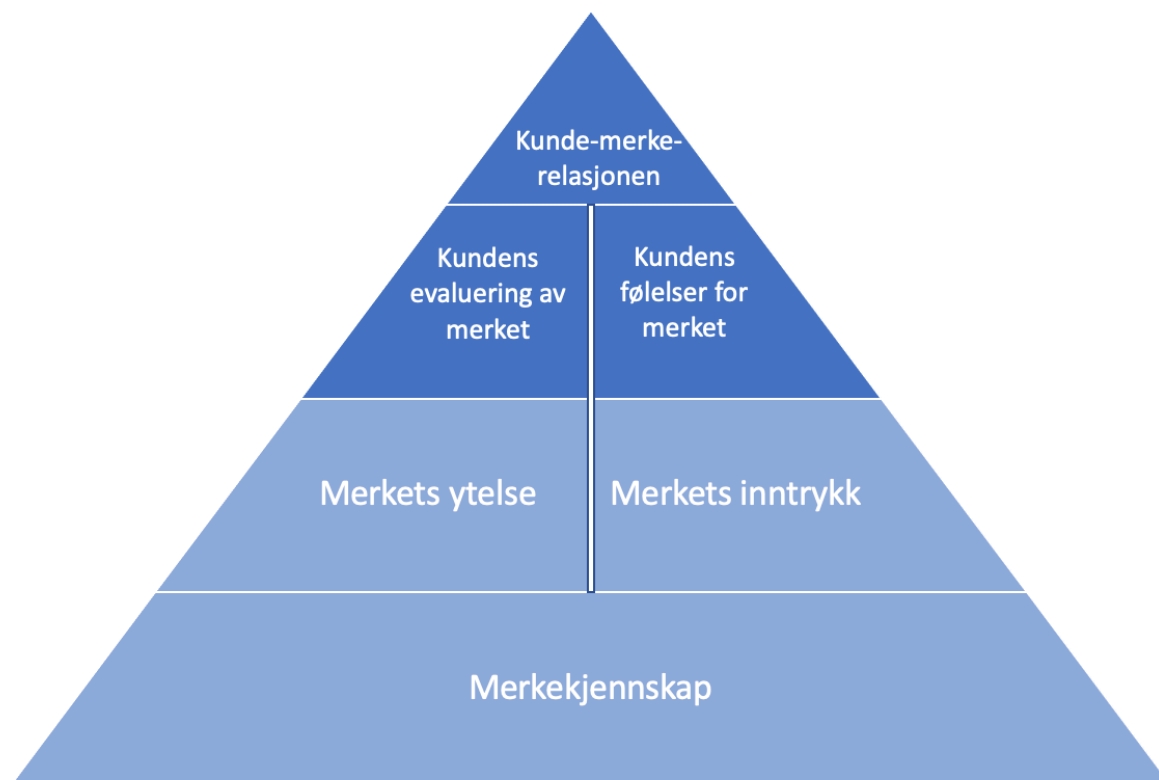 Kunde-merke-
relasjonen
Kundens
evaluering av
merket
Kundens
følelser for
merket
Merkets ytelse
Merkets inntrykk
Merkekjennskap